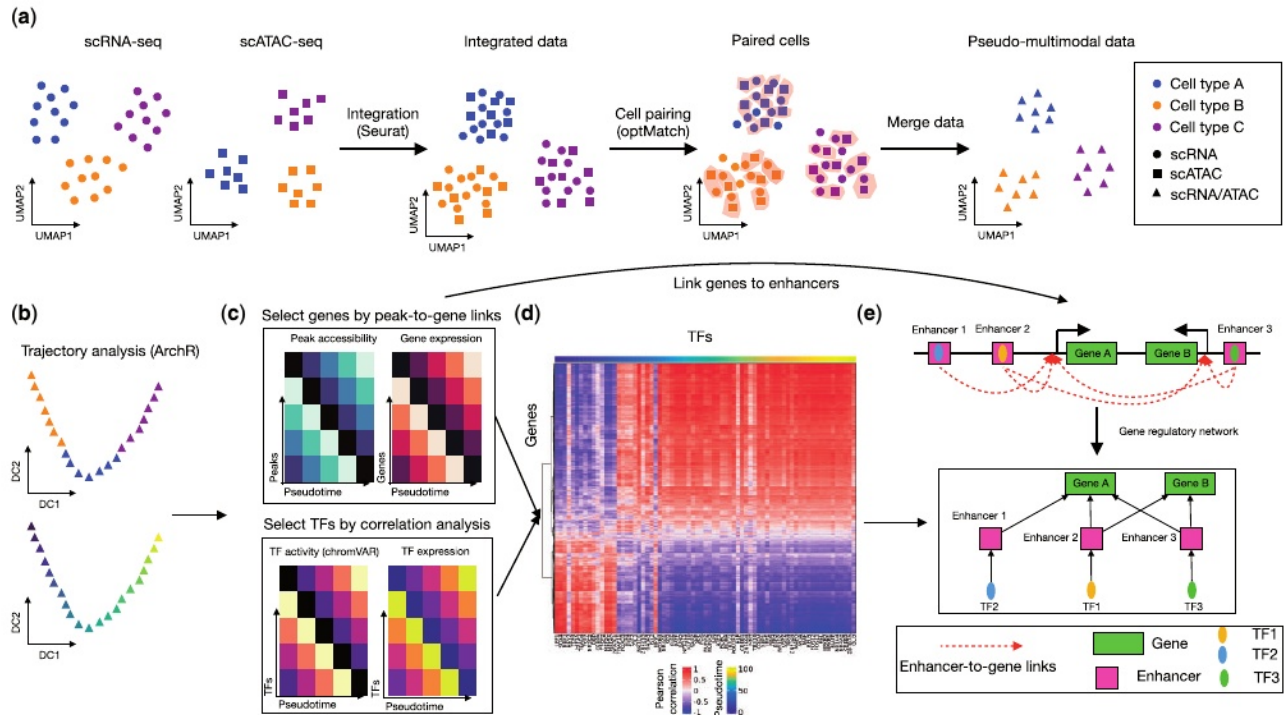 (a)
scRNA-seq
scATAC-seq
Integrated data
Paired cells
Pseudo-multimodal data
Integration
(Seurat)
Cell pairing
(optMatch)
Merge data
Cell type A
Cell type B
Cell type C
scRNA
scATAC
scRNA/ATAC
UMAP2
UMAP1
UMAP2
UMAP1
UMAP2
UMAP1
UMAP2
UMAP1
UMAP2
UMAP1
Link genes to enhancers
(b)
Trajectory analysis (ArchR)
DC2
DC1
DC2
DC1
(c)
Select genes by peak-to-gene links
Peak accessibility
Gene expression
Peaks
Pseudotime
Genes
Pseudotime
Select TFs by correlation analysis
TF activity (chromVAR)
TF expression
TFs
Pseudotime
TFs
Pseudotime
(d)
TFs
Genes
Pearson
correlation
1
0.5
0
-0.5
-1
Pseudotime
100
50
0
(e)
Enhancer 1
Enhancer 2
Enhancer 3
Gene A
Gene B
Gene regulatory network
Gene A
Gene B
Enhancer 1
Enhancer 2
Enhancer 3
TF2
TF1
TF3
Enhancer-to-gene links
Gene
Enhancer
TF1
TF2
TF3